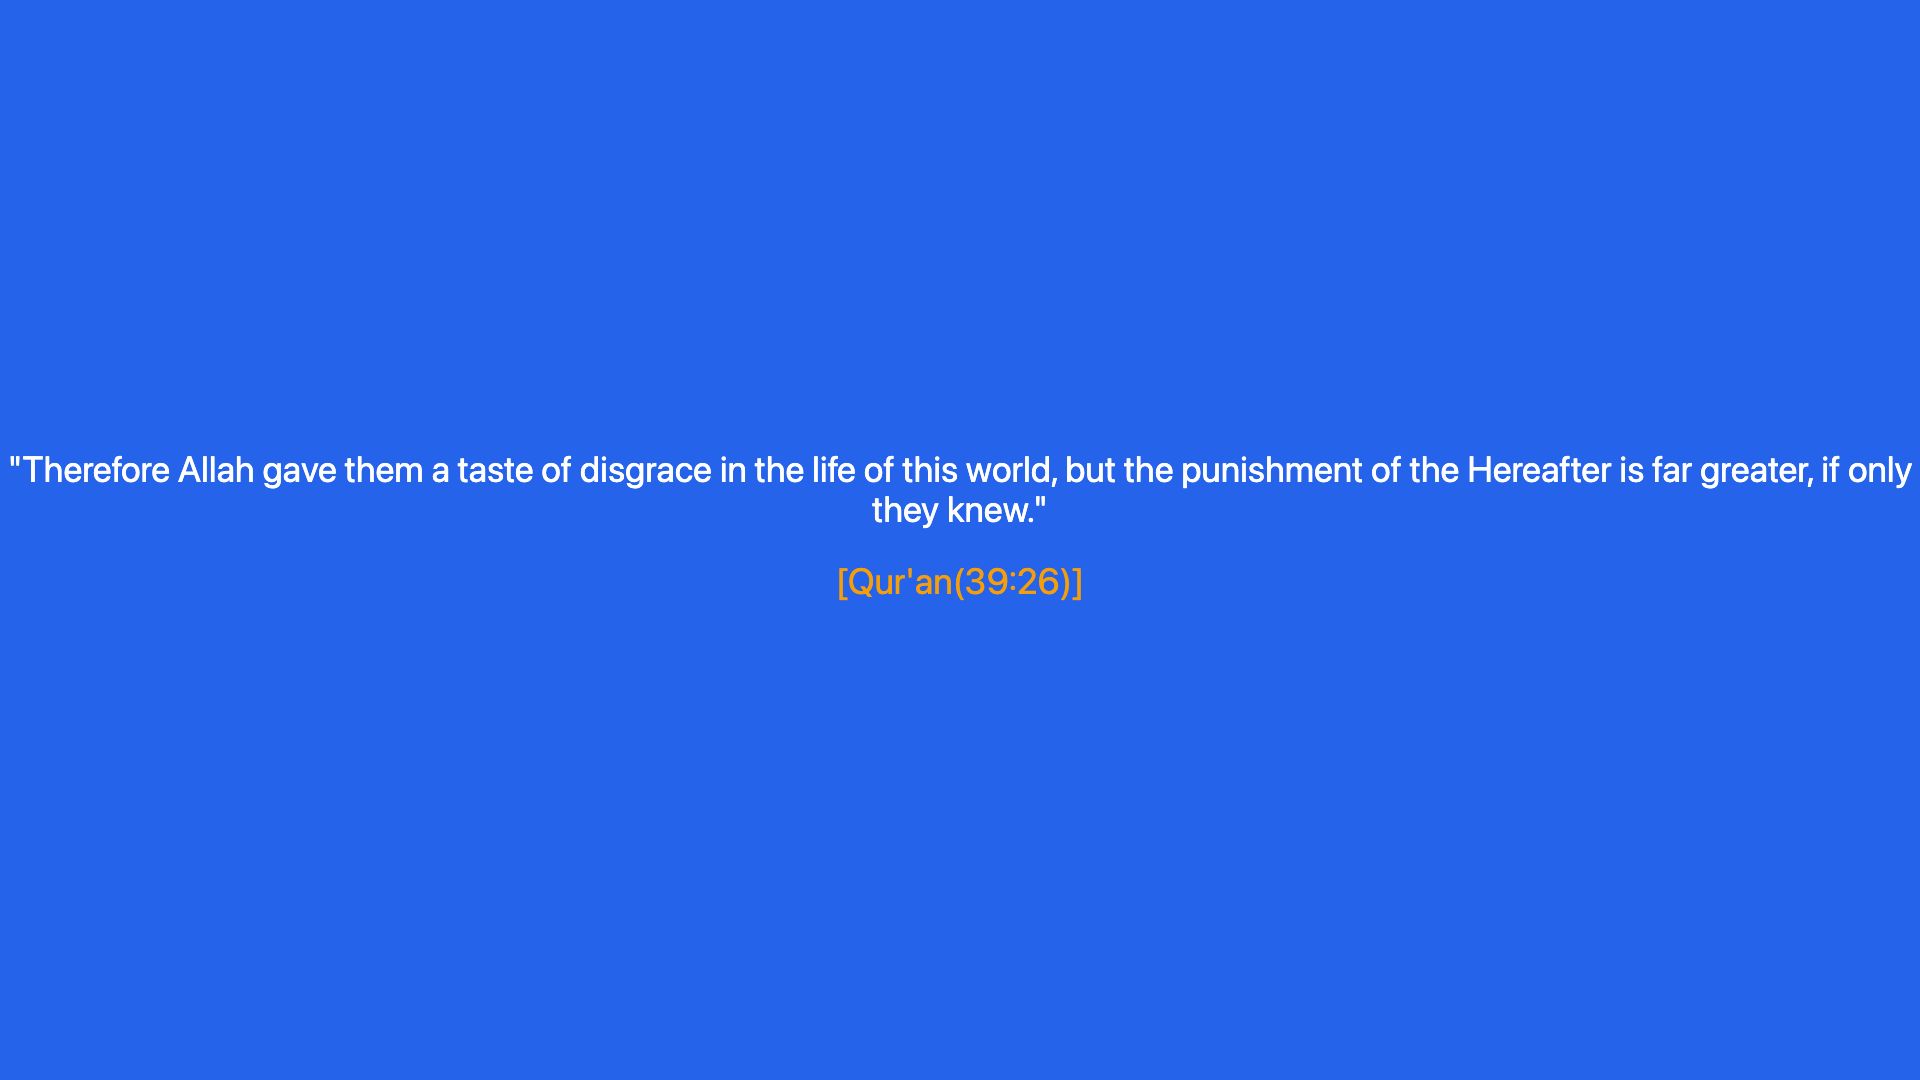 "Therefore Allah gave them a taste of disgrace in the life of this world, but the punishment of the Hereafter is far greater, if only
they knew."
[Qur'an(39:26)]